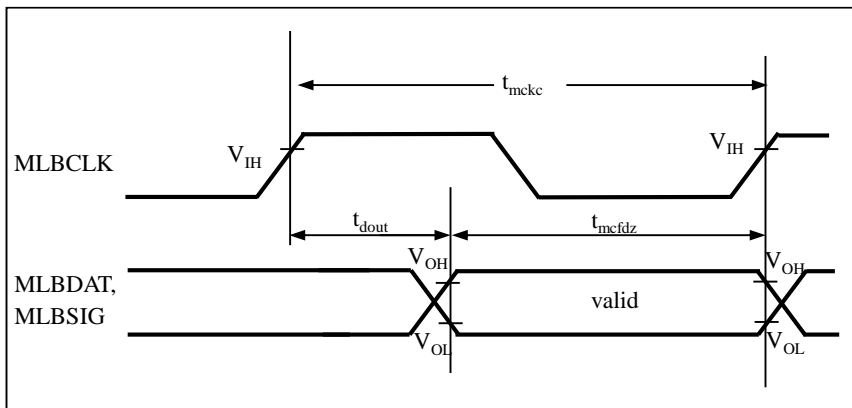 t_mckc
MLBCLK
V_IH
V_IH
t_dout
t_mcfdz
V_OH
V_OH
MLBDAT,
MLBSIG
valid
V_OL
V_OL